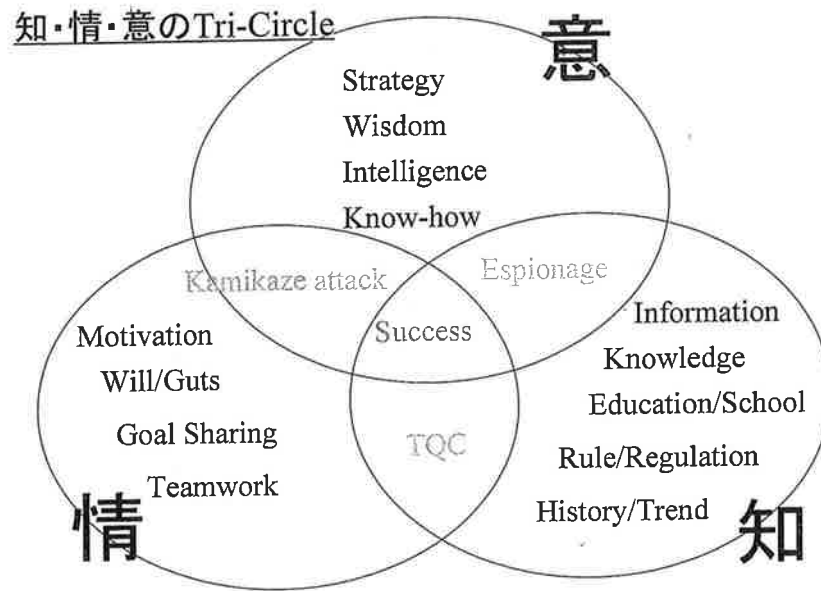 知・情・意のTri-Circle
意
Strategy
Wisdom
Intelligence
Know-how
Kamikaze attack
Espionage
Success
Motivation
Will/Guts
Goal Sharing
Teamwork
情
TQC
Information
Knowledge
Education/School
Rule/Regulation
History/Trend
知